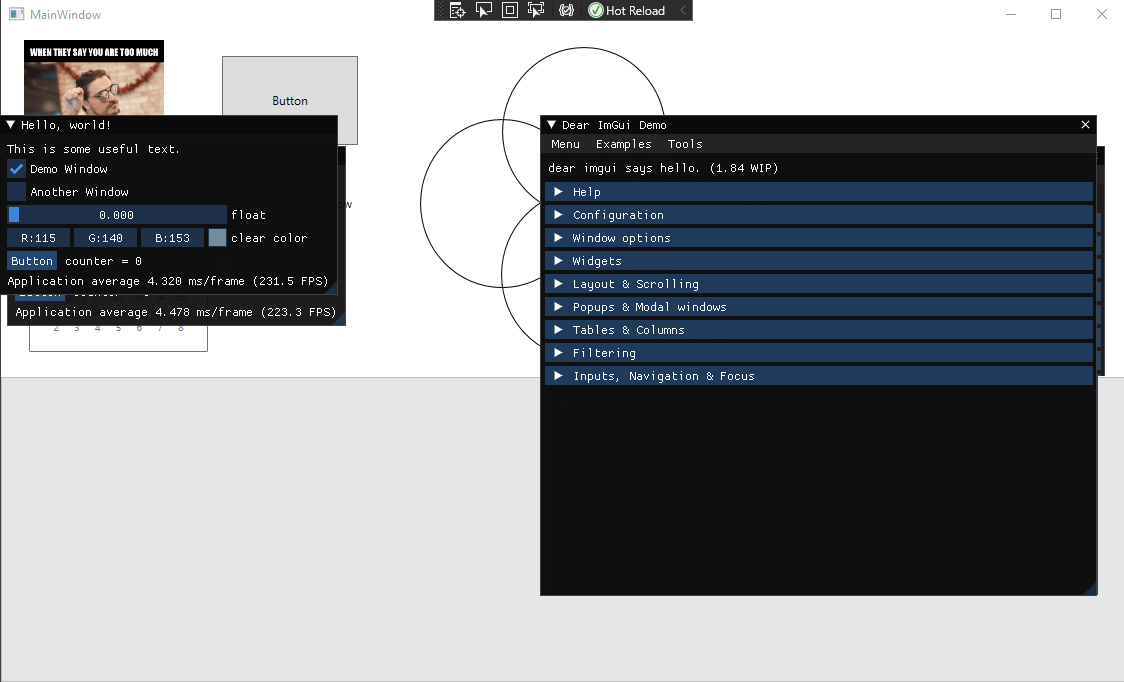 MainWindow
Hot Reload
WHEN THEY SAY YOU ARE TOO MUCH
Button
Hello, world!
This is some useful text.
Demo Window
Another Window
0.000 float
R:115 G:140 B:153 clear color
Button counter = 0
Application average 4.320 ms/frame (231.5 FPS)
Application average 4.478 ms/frame (223.3 FPS)
2 3 4 5 6 7 8
Dear ImGui Demo
Menu Examples Tools
dear imgui says hello. (1.84 WIP)
Help
Configuration
Window options
Widgets
Layout & Scrolling
Popups & Modal windows
Tables & Columns
Filtering
Inputs, Navigation & Focus